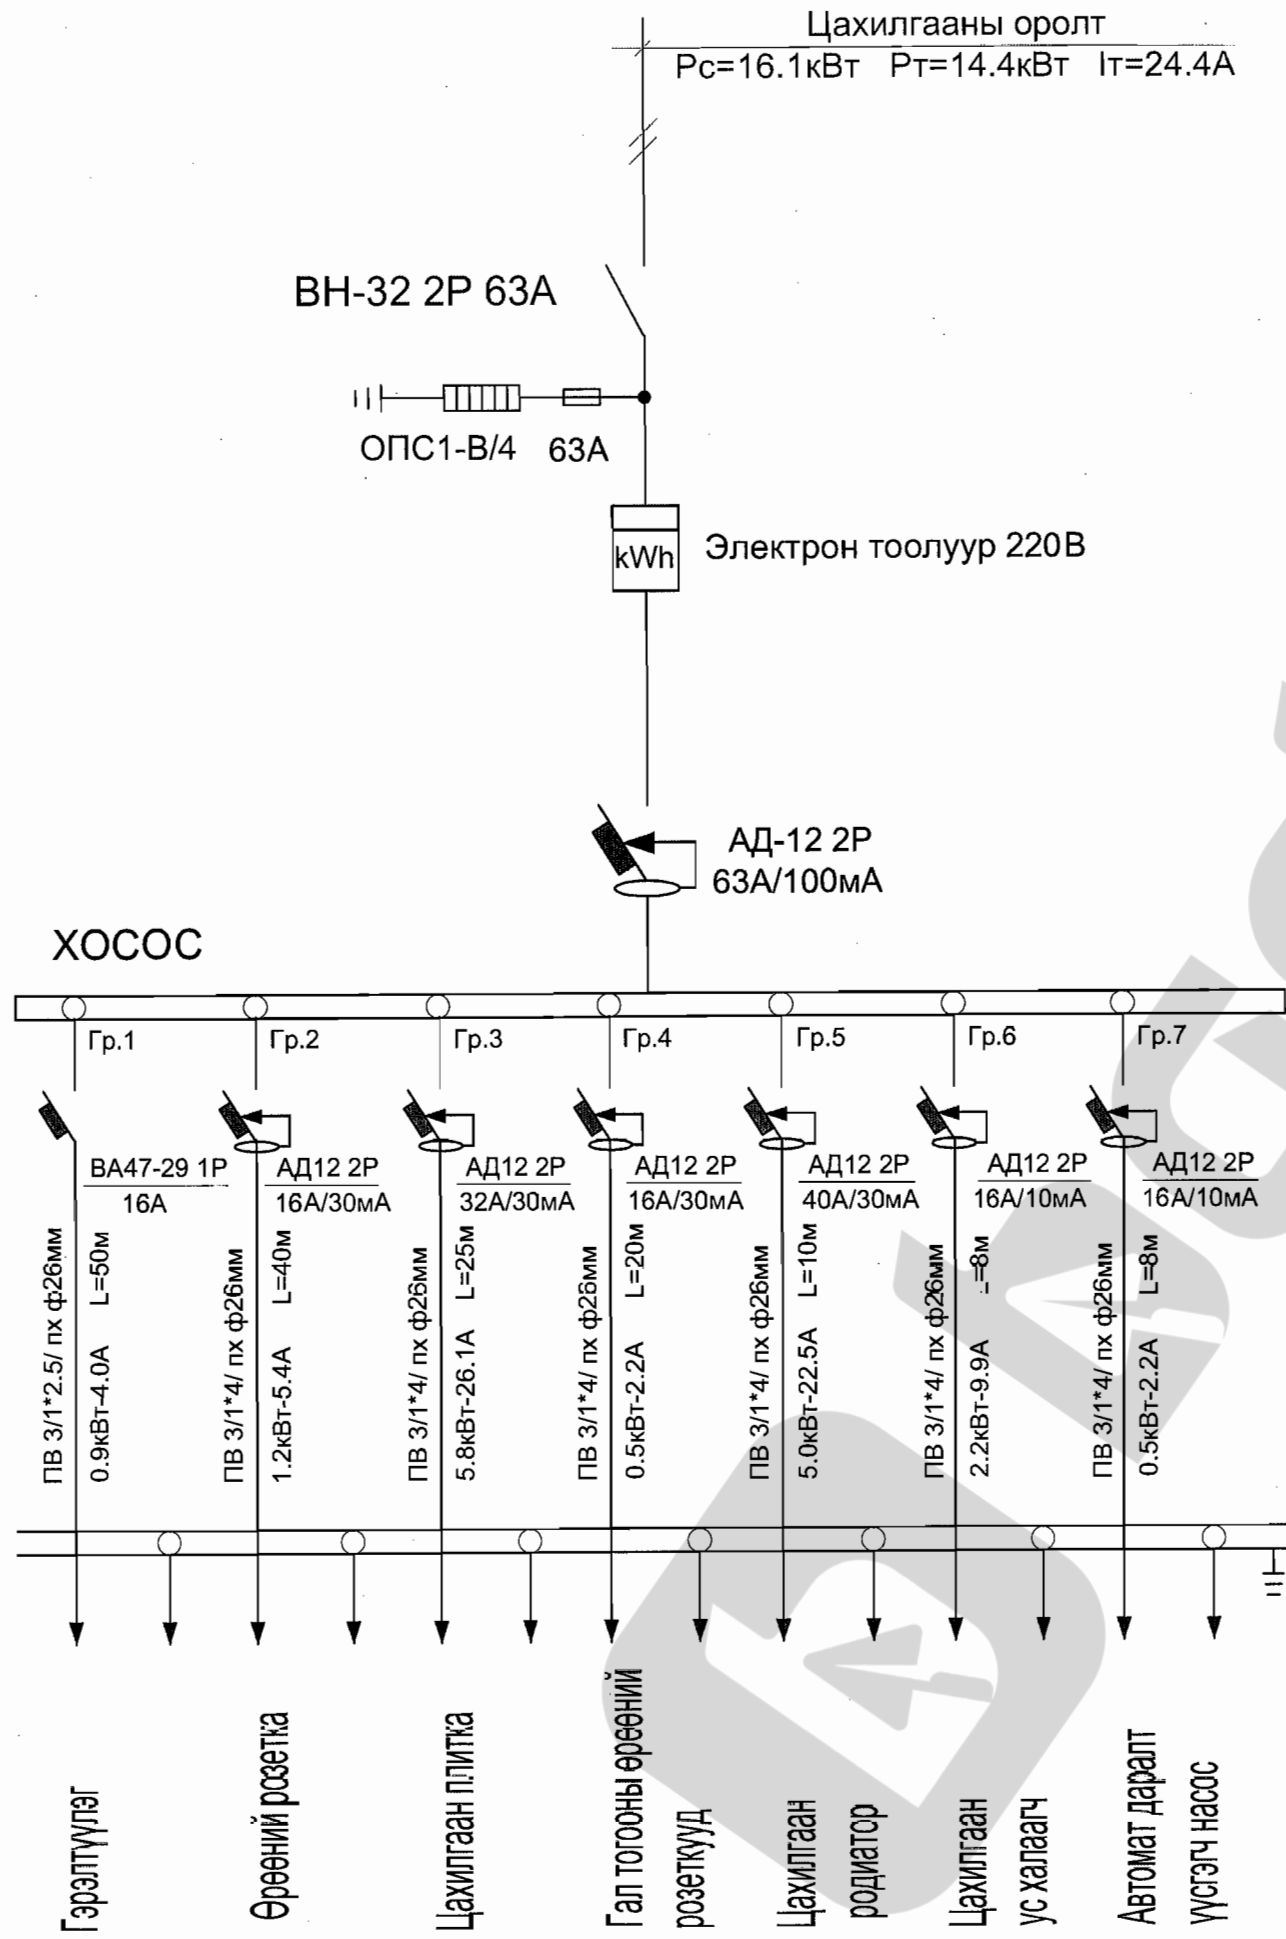 Цахилгааны оролт
Рс=16.1кВт Рт=14.4кВт Iт=24.4А
ВН-32 2Р 63А
ОПС1-В/4 63А
kWh
Электрон тоолуур 220В
АД-12 2Р
63А/100мА
ХОСОС
Гр.1
Гр.2
Гр.3
Гр.4
Гр.5
Гр.6
Гр.7
ВА47-29 1Р
16А
АД12 2Р
16А/30мА
АД12 2Р
32А/30мА
АД12 2Р
16А/30мА
АД12 2Р
40А/30мА
АД12 2Р
16А/10мА
АД12 2Р
16А/10мА
ПВ 3/1*2.5/ пх ф26мм
0.9кВт-4.0А L=50м
ПВ 3/1*4/ пх ф26мм
1.2кВт-5.4А L=40м
ПВ 3/1*4/ пх ф26мм
5.8кВт-26.1А L=25м
ПВ 3/1*4/ пх ф26мм
0.5кВт-2.2А L=20м
ПВ 3/1*4/ пх ф26мм
5.0кВт-22.5А L=10м
ПВ 3/1*4/ пх ф26мм
2.2кВт-9.9А L=8м
ПВ 3/1*4/ пх ф26мм
0.5кВт-2.2А L=8м
Гэрэлтүүлэг
Өрөөний розетка
Цахилгаан плитка
Гал тогооны өрөөний
розеткууд
Цахилгаан
родиатор
Цахилгаан
ус халаагч
Автомат даралт
үүсгэгч насос